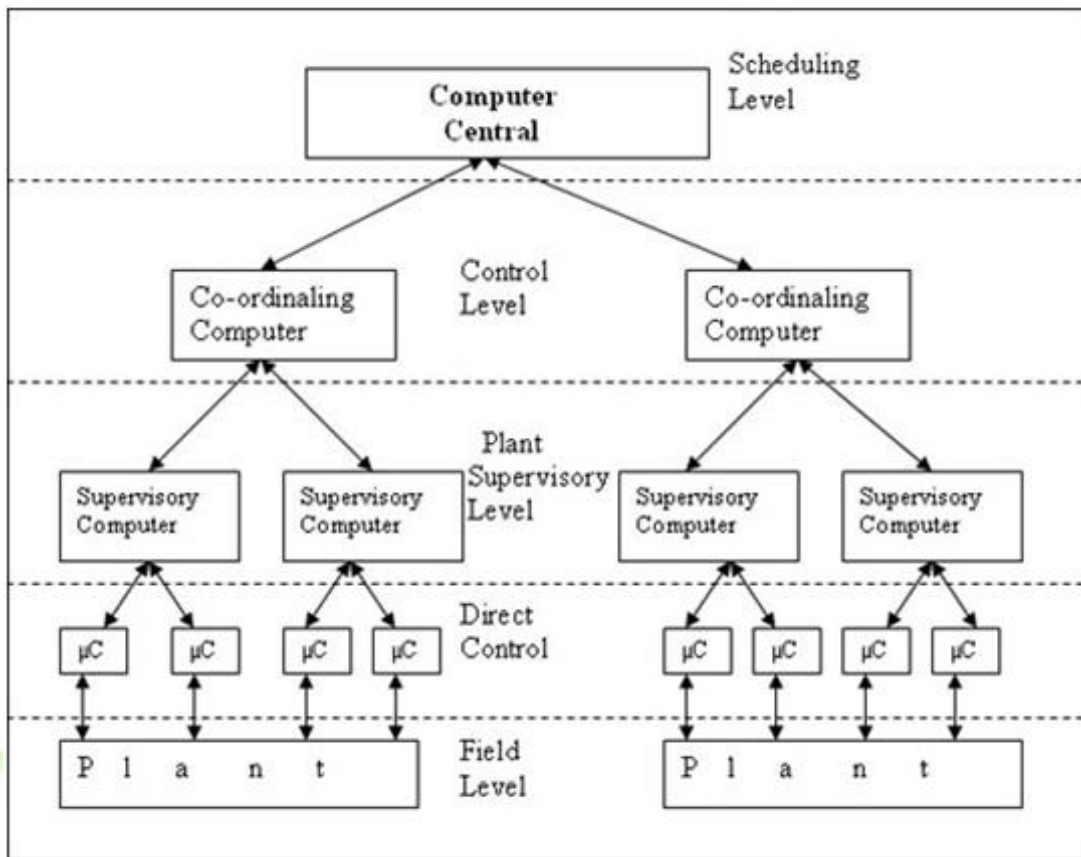 Scheduling
Level
Computer
Central
Control
Level
Co-ordinaling
Computer
Co-ordinaling
Computer
Plant
Supervisory
Level
Supervisory
Computer
Supervisory
Computer
Supervisory
Computer
Supervisory
Computer
Direct
Control
µC
µC
µC
µC
µC
µC
µC
µC
Field
Level
P l a n t
P l a n t